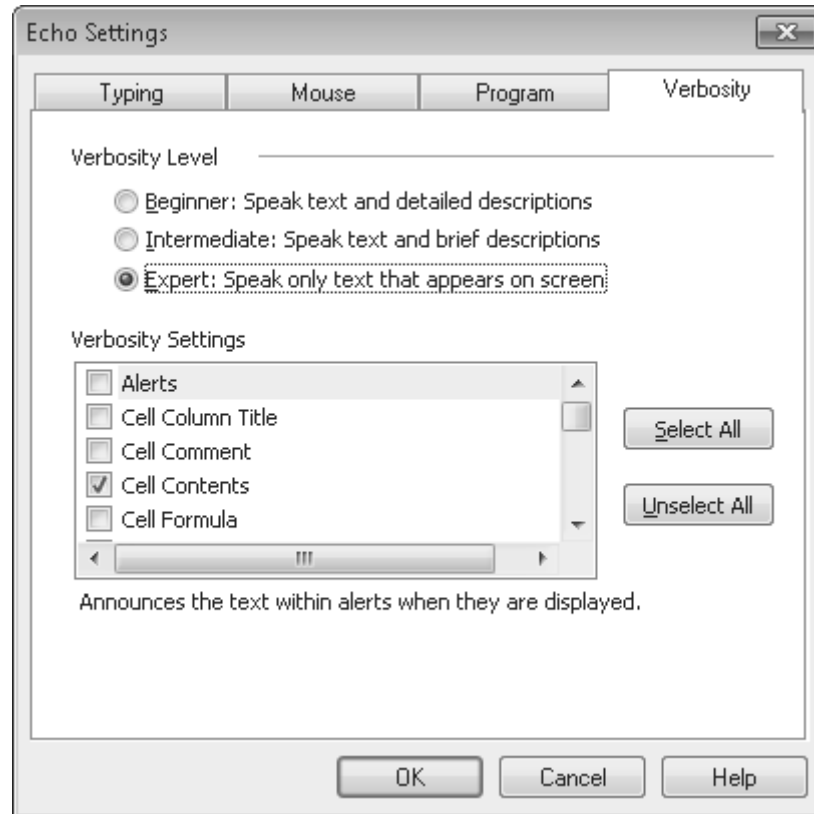 Echo Settings
Typing Mouse Program Verbosity
Verbosity Level
Beginner: Speak text and detailed descriptions
Intermediate: Speak text and brief descriptions
Expert: Speak only text that appears on screen
Verbosity Settings
Alerts
Cell Column Title
Cell Comment
Cell Contents
Cell Formula
Select All
Unselect All
Announces the text within alerts when they are displayed.
OK Cancel Help